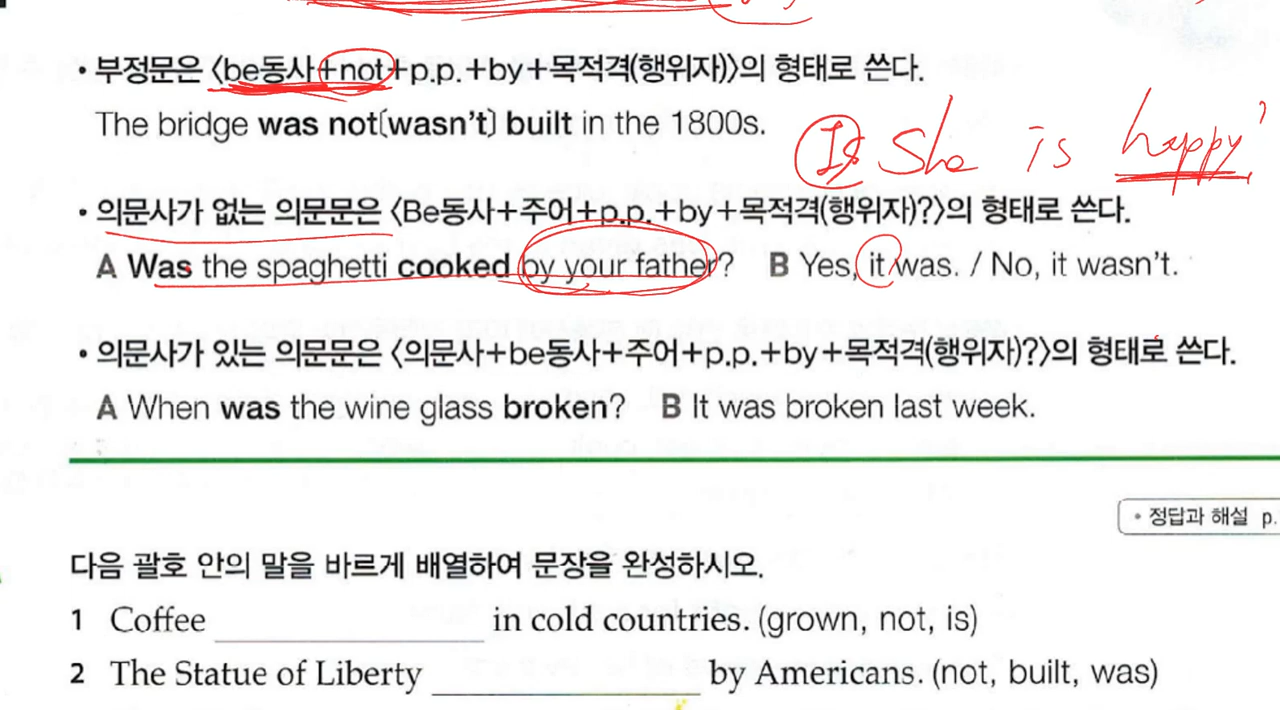 • 부정문은 〈be동사+not+p.p.+by+목적격(행위자)〉의 형태로 쓴다.
The bridge was not(wasn't) built in the 1800s.
Is She is happy
• 의문사가 없는 의문문은 〈Be동사+주어+p.p.+by+목적격(행위자)?〉의 형태로 쓴다.
A Was the spaghetti cooked by your father? B Yes, it was. / No, it wasn't.
• 의문사가 있는 의문문은 〈의문사+be동사+주어+p.p.+by+목적격(행위자)?〉의 형태로 쓴다.
A When was the wine glass broken? B It was broken last week.
• 정답과 해설 p.
다음 괄호 안의 말을 바르게 배열하여 문장을 완성하시오.
1 Coffee in cold countries. (grown, not, is)
2 The Statue of Liberty by Americans. (not, built, was)